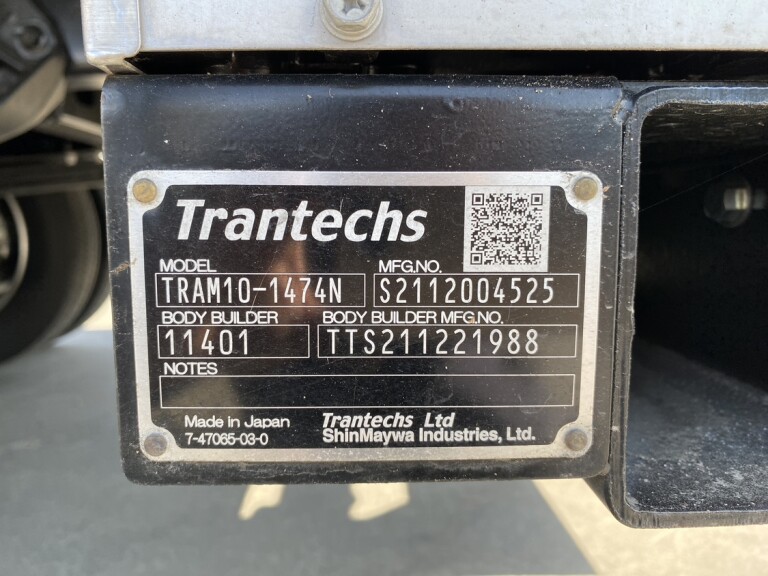 Trantechs
MODEL MFG.NO.
TRAM10-1474N S2112004525
BODY BUILDER BODY BUILDER MFG.NO.
11401 TTS211221988
NOTES
Made in Japan Trantechs Ltd
7-47065-03-0 ShinMaywa Industries, Ltd.